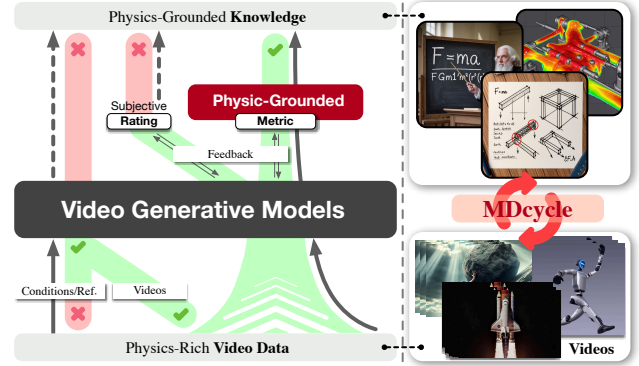 Physics-Grounded Knowledge
Subjective
Rating
Physic-Grounded
Metric
Feedback
Video Generative Models
Conditions/Ref.
Videos
Physics-Rich Video Data
F=ma
F=ma
MDcycle
Videos